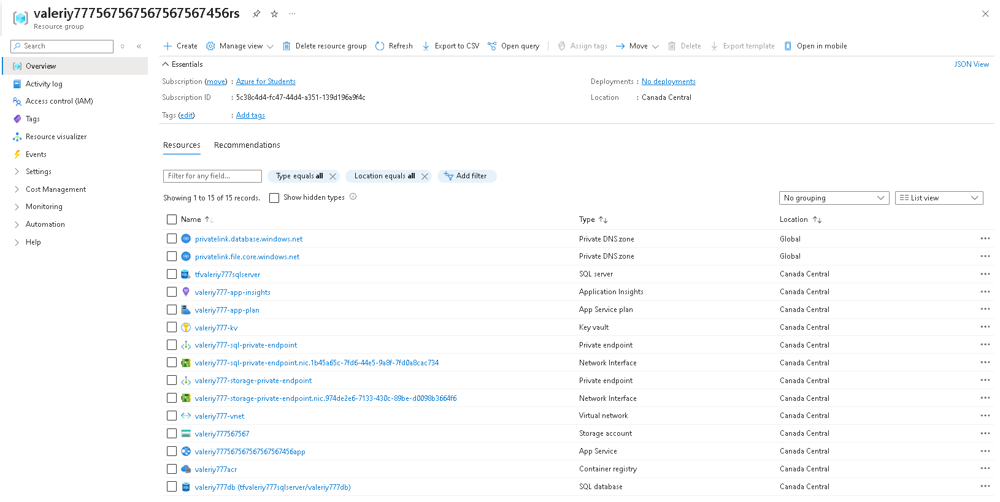 valeriy777567567567567567456rs
Resource group
Search
Create Manage view Delete resource group Refresh Export to CSV Open query Assign tags Move Delete Export template Open in mobile
Overview
Activity log
Access control (IAM)
Tags
Resource visualizer
Events
Settings
Cost Management
Monitoring
Automation
Help
Essentials JSON View
Subscription (move) : Azure for Students Deployments : No deployments
Subscription ID : 5c38c4d4-fc47-44d4-a351-139d196a9f4c Location : Canada Central
Tags (edit) : Add tags
Resources Recommendations
Filter for any field... Type equals all Location equals all Add filter
Showing 1 to 15 of 15 records. Show hidden types No grouping List view
Name Type Location
privatelink.database.windows.net Private DNS zone Global
privatelink.file.core.windows.net Private DNS zone Global
tfvaleriy777sqlserver SQL server Canada Central
valeriy777-app-insights Application Insights Canada Central
valeriy777-app-plan App Service plan Canada Central
valeriy777-kv Key vault Canada Central
valeriy777-sql-private-endpoint Private endpoint Canada Central
valeriy777-sql-private-endpoint.nic.1b45a65c-7fd6-44e5-9a8f-7fd0a8cac734 Network Interface Canada Central
valeriy777-storage-private-endpoint Private endpoint Canada Central
valeriy777-storage-private-endpoint.nic.974de2e6-7133-430c-89be-d0098b3664f6 Network Interface Canada Central
valeriy777-vnet Virtual network Canada Central
valeriy777567567 Storage account Canada Central
valeriy777567567567567567456app App Service Canada Central
valeriy777acr Container registry Canada Central
valeriy777db (tfvaleriy777sqlserver/valeriy777db) SQL database Canada Central